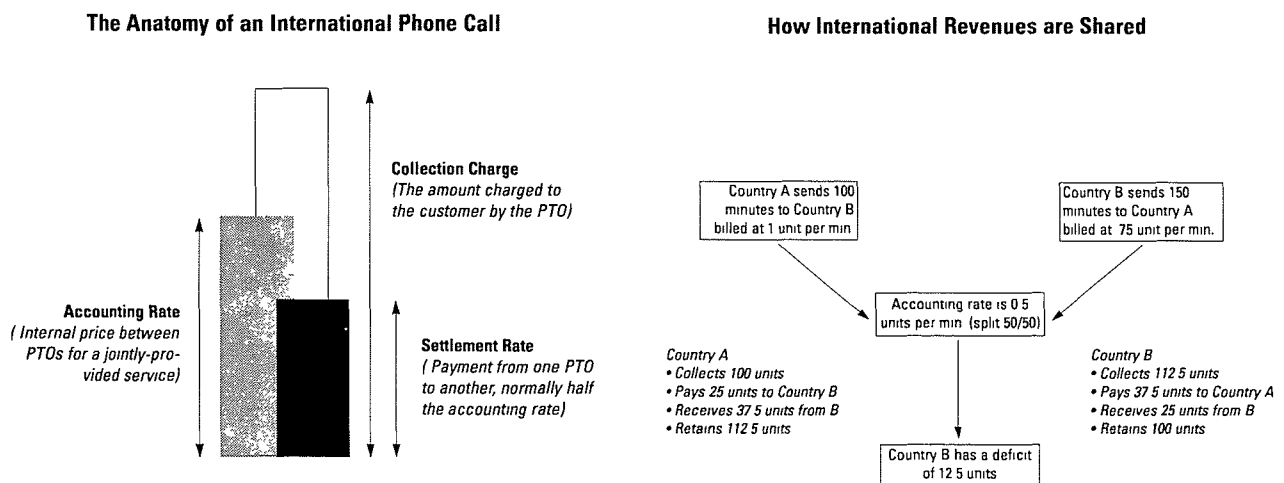 The Anatomy of an International Phone Call
Collection Charge
(The amount charged to
the customer by the PTO)
Accounting Rate
( Internal price between
PTOs for a jointly-pro-
vided service)
Settlement Rate
( Payment from one PTO
to another, normally half
the accounting rate)
How International Revenues are Shared
Country A sends 100
minutes to Country B
billed at 1 unit per min
Country B sends 150
minutes to Country A
billed at 75 unit per min.
Accounting rate is 0 5
units per min (split 50/50)
Country A
• Collects 100 units
• Pays 25 units to Country B
• Receives 37 5 units from B
• Retains 112 5 units
Country B
• Collects 112 5 units
• Pays 37 5 units to Country A
• Receives 25 units from B
• Retains 100 units
Country B has a deficit
of 12 5 units